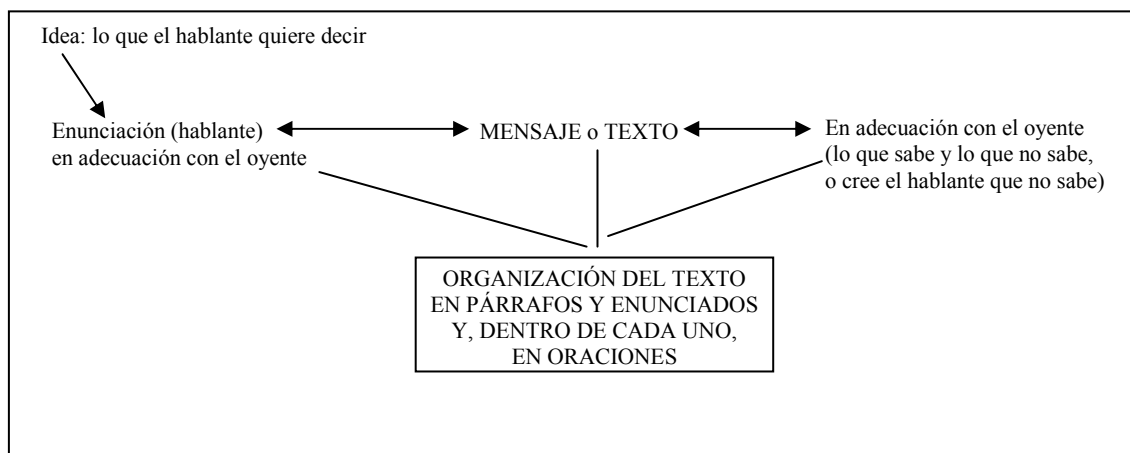 Idea: lo que el hablante quiere decir
Enunciación (hablante)
en adecuación con el oyente
MENSAJE o TEXTO
En adecuación con el oyente
(lo que sabe y lo que no sabe,
o cree el hablante que no sabe)
ORGANIZACIÓN DEL TEXTO
EN PÁRRAFOS Y ENUNCIADOS
Y, DENTRO DE CADA UNO,
EN ORACIONES